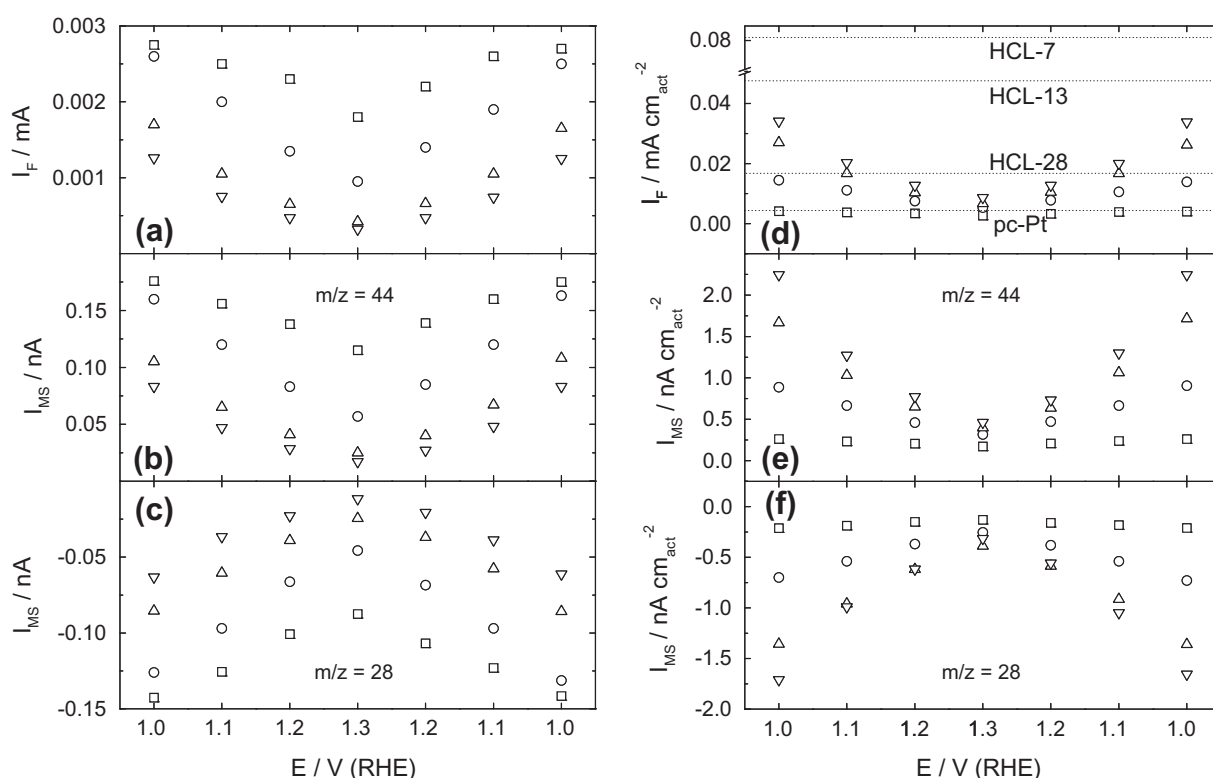 0.003
0.002
0.001
I_F / mA
(a)
0.15
0.10
0.05
I_MS / nA
m/z = 44
(b)
-0.05
-0.10
-0.15
I_MS / nA
(c)
m/z = 28
1.0 1.1 1.2 1.3 1.2 1.1 1.0
E / V (RHE)
0.08
0.04
0.02
0.00
I_F / mA cm_act^-2
HCL-7
HCL-13
HCL-28
pc-Pt
(d)
2.0
1.5
1.0
0.5
0.0
I_MS / nA cm_act^-2
m/z = 44
(e)
0.0
-0.5
-1.0
-1.5
-2.0
I_MS / nA cm_act^-2
(f)
m/z = 28
1.0 1.1 1.2 1.3 1.2 1.1 1.0
E / V (RHE)